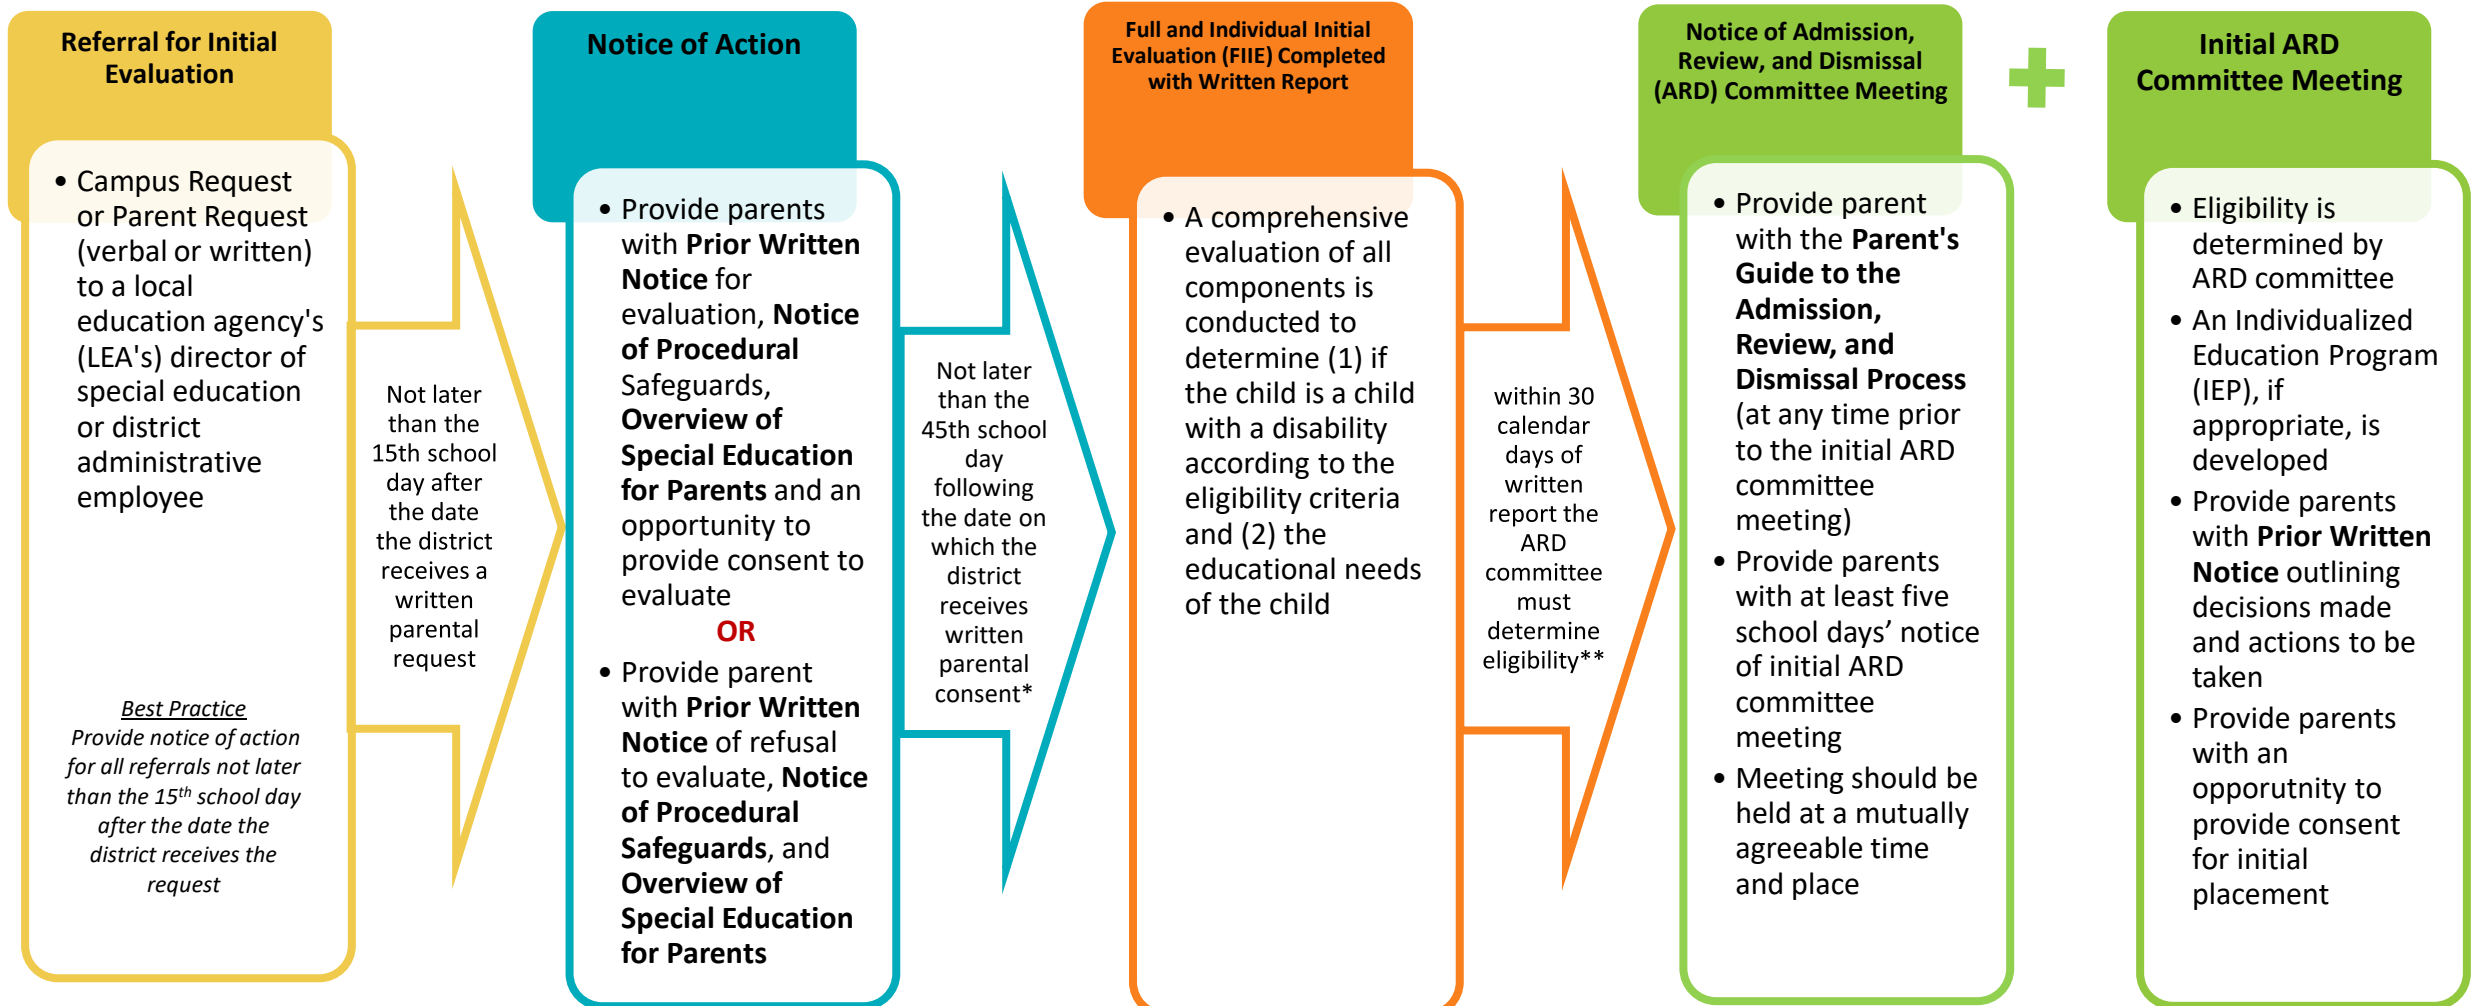 Referral for Initial
Evaluation
• Campus Request
or Parent Request
(verbal or written)
to a local
education agency's
(LEA's) director of
special education
or district
administrative
employee
Best Practice
Provide notice of action
for all referrals not later
than the 15th school day
after the date the
district receives the
request
Not later
than the
15th school
day after
the date
the district
receives a
written
parental
request
Notice of Action
• Provide parents
with Prior Written
Notice for
evaluation, Notice
of Procedural
Safeguards,
Overview of
Special Education
for Parents and an
opportunity to
provide consent to
evaluate
OR
• Provide parent
with Prior Written
Notice of refusal
to evaluate, Notice
of Procedural
Safeguards, and
Overview of
Special Education
for Parents
Not later
than the
45th school
day
following
the date on
which the
district
receives
written
parental
consent*
Full and Individual Initial
Evaluation (FIIE) Completed
with Written Report
• A comprehensive
evaluation of all
components is
conducted to
determine (1) if
the child is a child
with a disability
according to the
eligibility criteria
and (2) the
educational needs
of the child
within 30
calendar
days of
written
report the
ARD
committee
must
determine
eligibility**
Notice of Admission,
Review, and Dismissal
(ARD) Committee Meeting
• Provide parent
with the Parent's
Guide to the
Admission,
Review, and
Dismissal Process
(at any time prior
to the initial ARD
committee
meeting)
• Provide parents
with at least five
school days’ notice
of initial ARD
committee
meeting
• Meeting should be
held at a mutually
agreeable time
and place
Initial ARD
Committee Meeting
• Eligibility is
determined by
ARD committee
• An Individualized
Education Program
(IEP), if
appropriate, is
developed
• Provide parents
with Prior Written
Notice outlining
decisions made
and actions to be
taken
• Provide parents
with an
opporutnity to
provide consent
for initial
placement